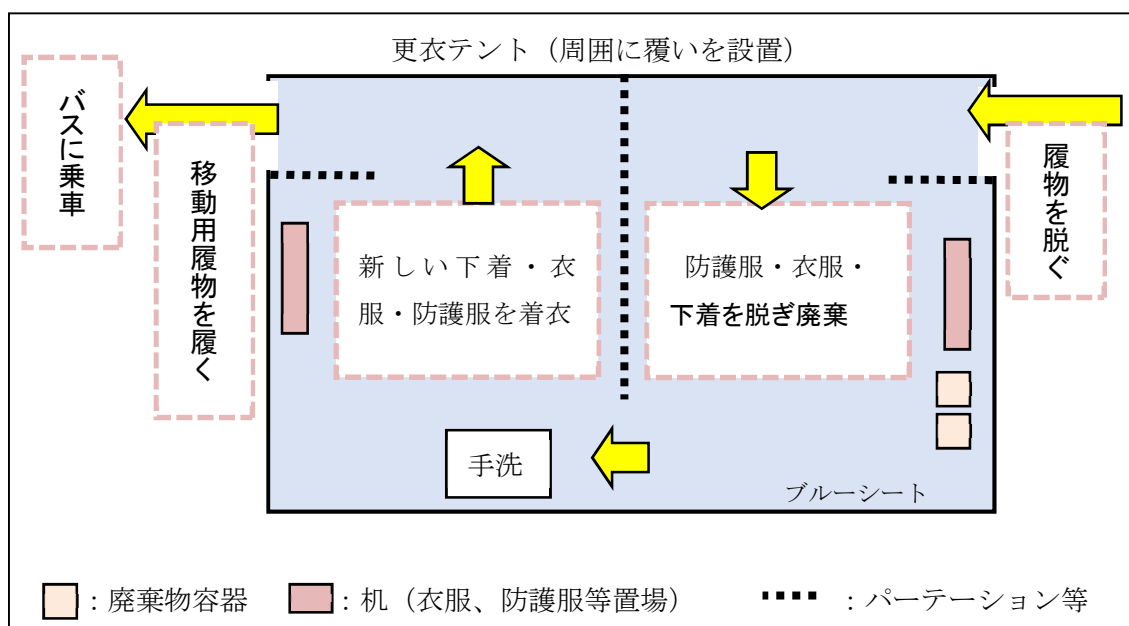 更衣テント（周囲に覆いを設置）
バスに乗車
移動用履物を履く
履物を脱ぐ
新しい下着・衣
服・防護服を着衣
防護服・衣服・
下着を脱ぎ廃棄
手洗
ブルーシート
：廃棄物容器
：机（衣服、防護服等置場）
：パーテーション等